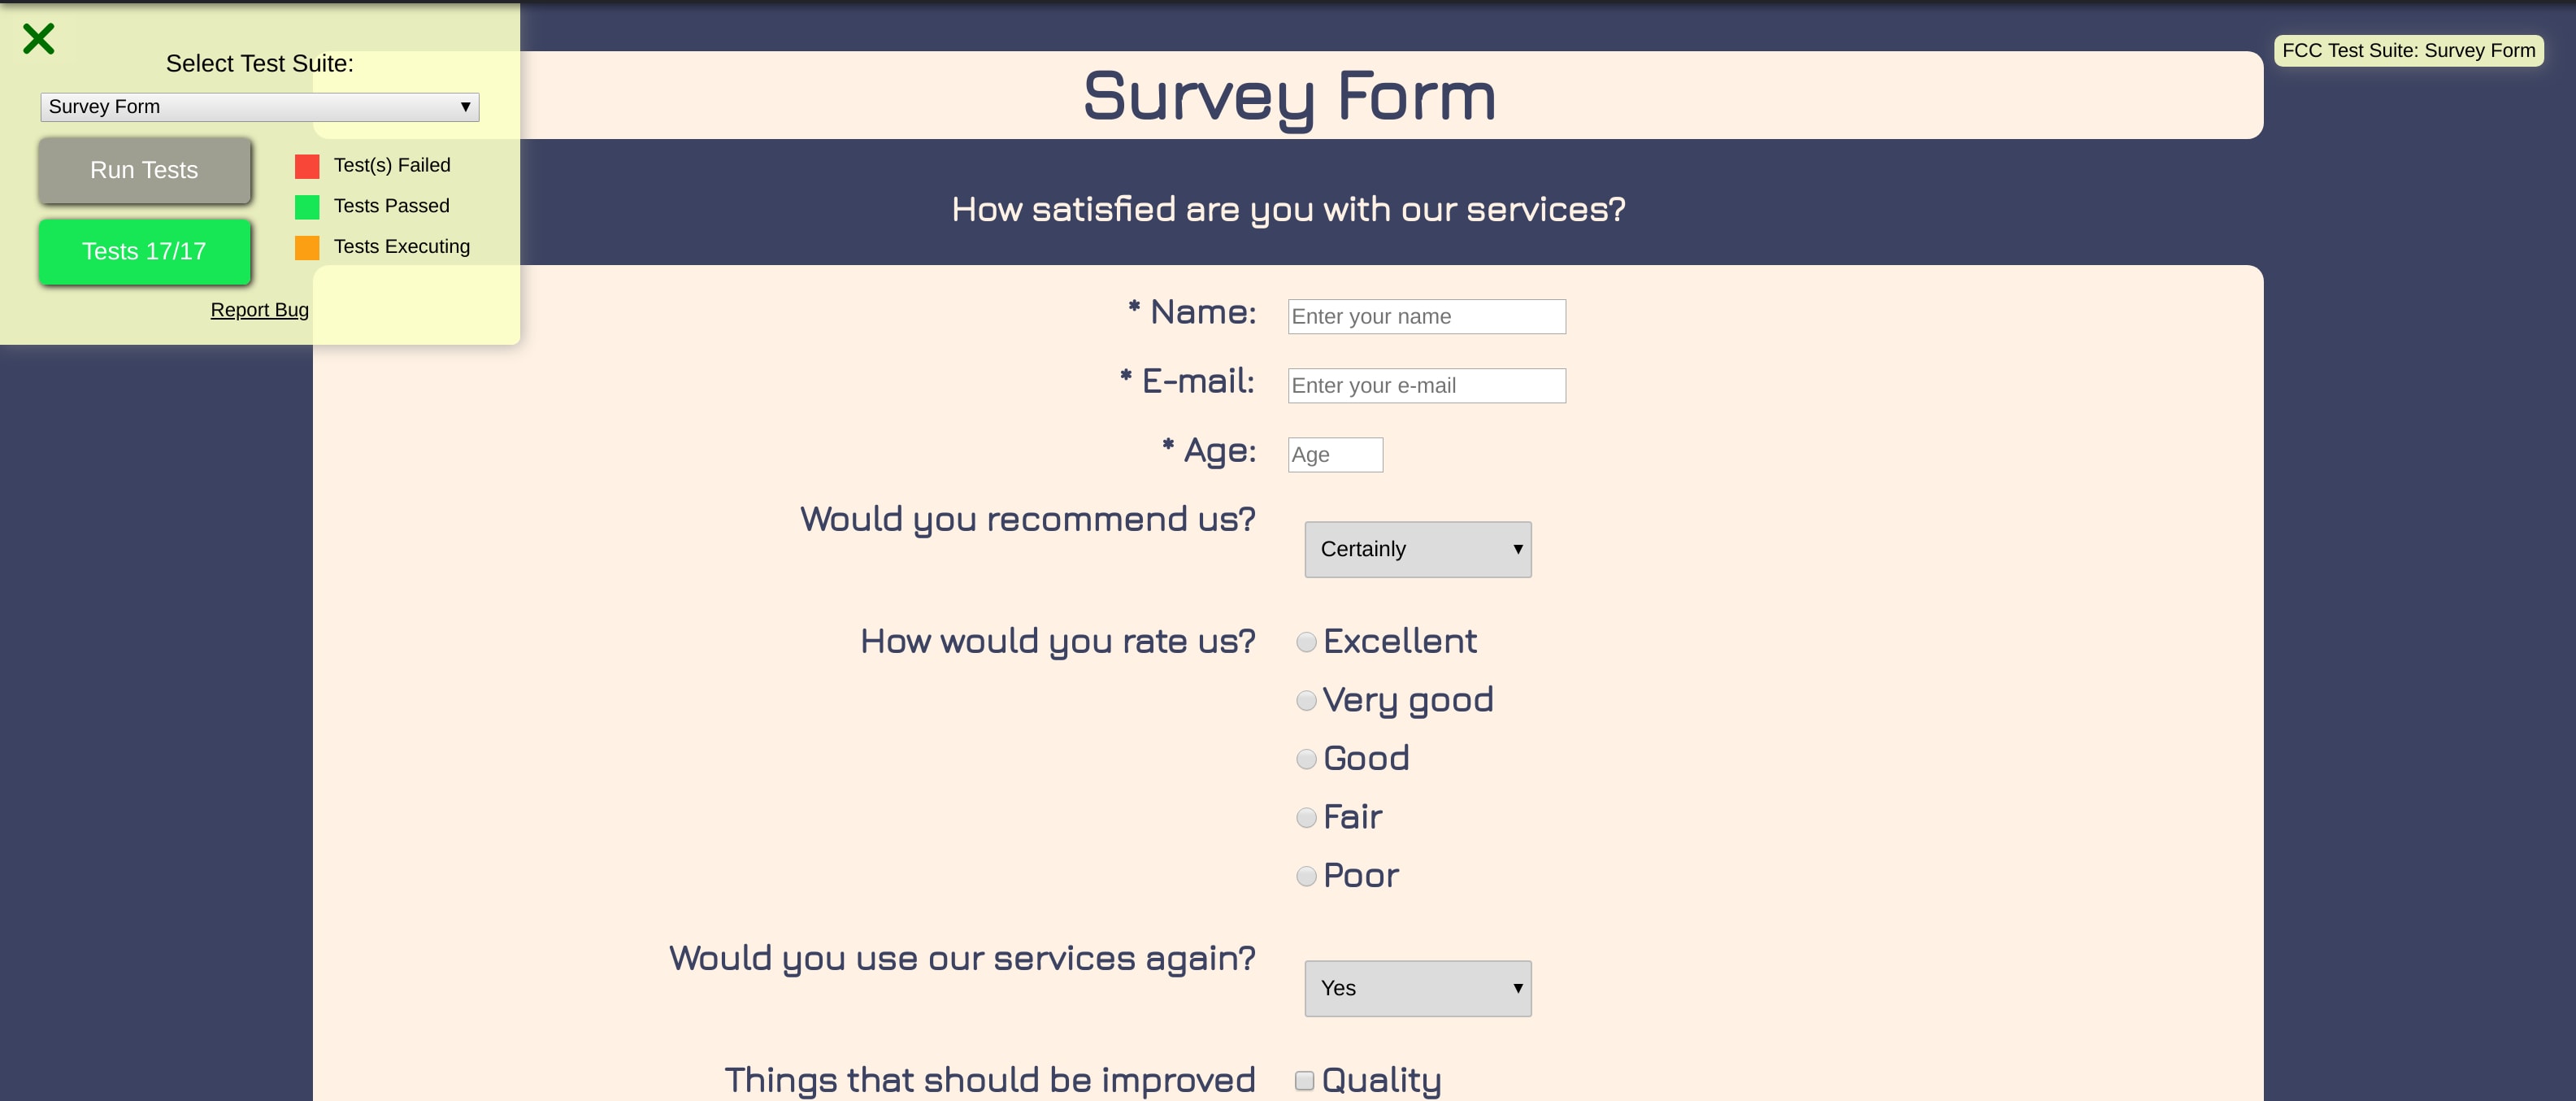 Select Test Suite:
Survey Form
Run Tests
Test(s) Failed
Tests Passed
Tests 17/17
Tests Executing
Report Bug
FCC Test Suite: Survey Form
Survey Form
How satisfied are you with our services?
* Name: Enter your name
* E-mail: Enter your e-mail
* Age: Age
Would you recommend us? Certainly
How would you rate us? Excellent
Very good
Good
Fair
Poor
Would you use our services again? Yes
Things that should be improved Quality